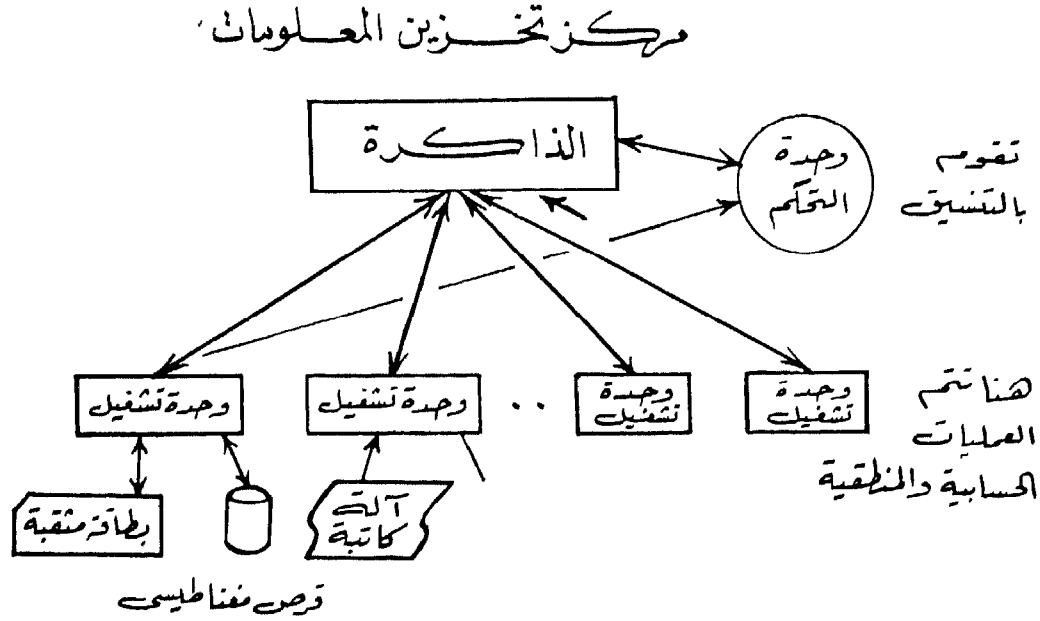 مركز تخزين المعلومات
الذاكرة
وحدة
التحكم
تقوم
بالتنسيق
وحدة تشغيل
وحدة تشغيل
..
وحدة
تشغيل
وحدة
تشغيل
هنا تتم
العمليات
الحسابية والمنطقية
بطاقة مثقبة
آلة
كاتبة
قرص مغناطيسى